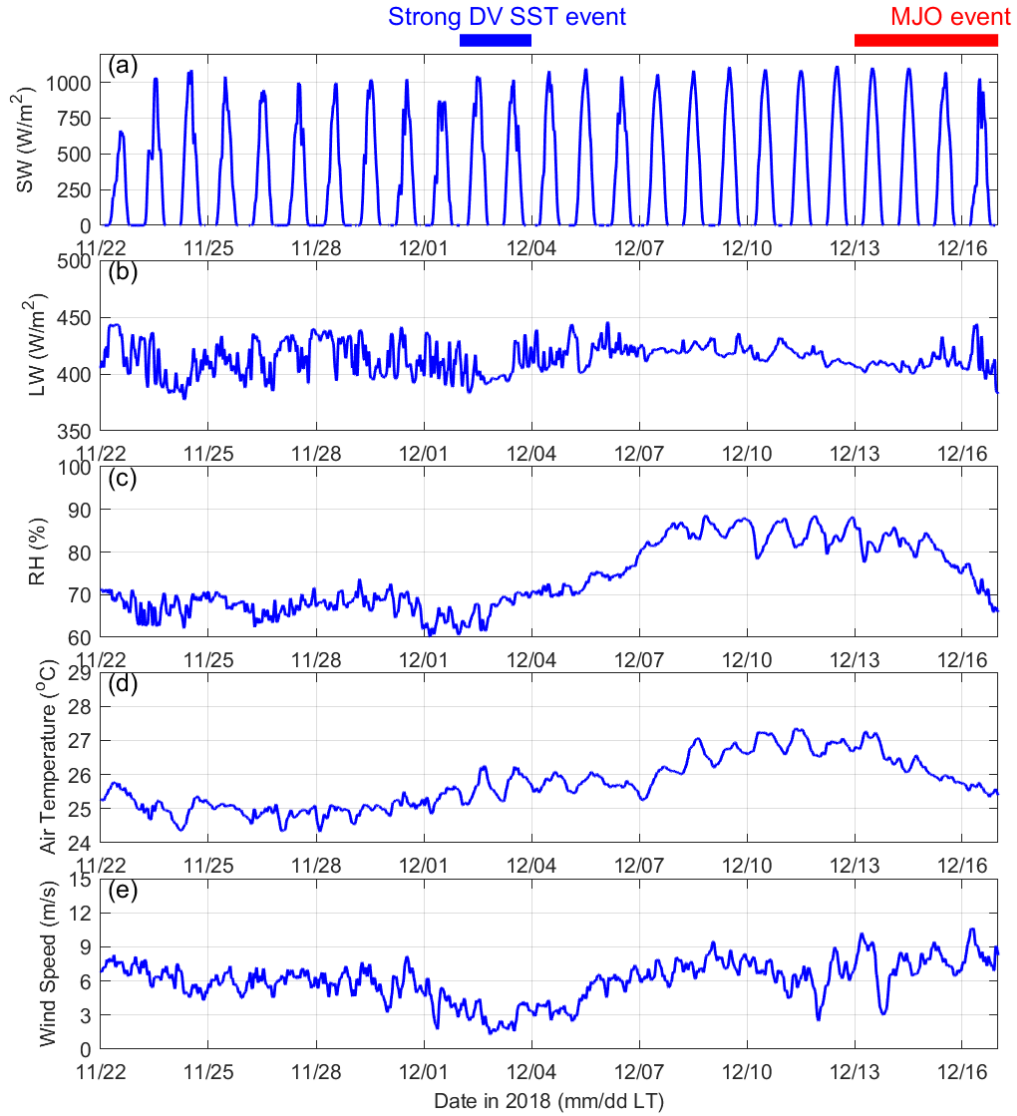 Strong DV SST event MJO event
(a)
SW (W/m²)
1000
750
500
250
0
11/22 11/25 11/28 12/01 12/04 12/07 12/10 12/13 12/16
(b)
LW (W/m²)
500
450
400
350
11/22 11/25 11/28 12/01 12/04 12/07 12/10 12/13 12/16
(c)
RH (%)
100
90
80
70
60
11/22 11/25 11/28 12/01 12/04 12/07 12/10 12/13 12/16
(d)
Air Temperature (°C)
29
28
27
26
25
24
11/22 11/25 11/28 12/01 12/04 12/07 12/10 12/13 12/16
(e)
Wind Speed (m/s)
15
12
9
6
3
0
11/22 11/25 11/28 12/01 12/04 12/07 12/10 12/13 12/16
Date in 2018 (mm/dd LT)